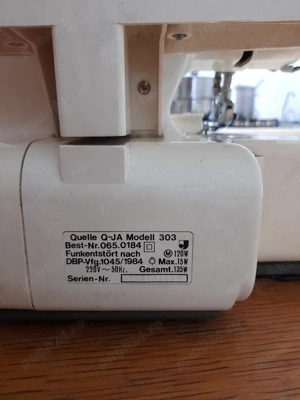 Quelle Q-JA Modell 303
Best-Nr.065.0184
Funkentstört nach Ⓜ 120W
DBP-Vfg.1045/1984 Max.15W
220V~50Hz. Gesamt.135W
Serien-Nr.